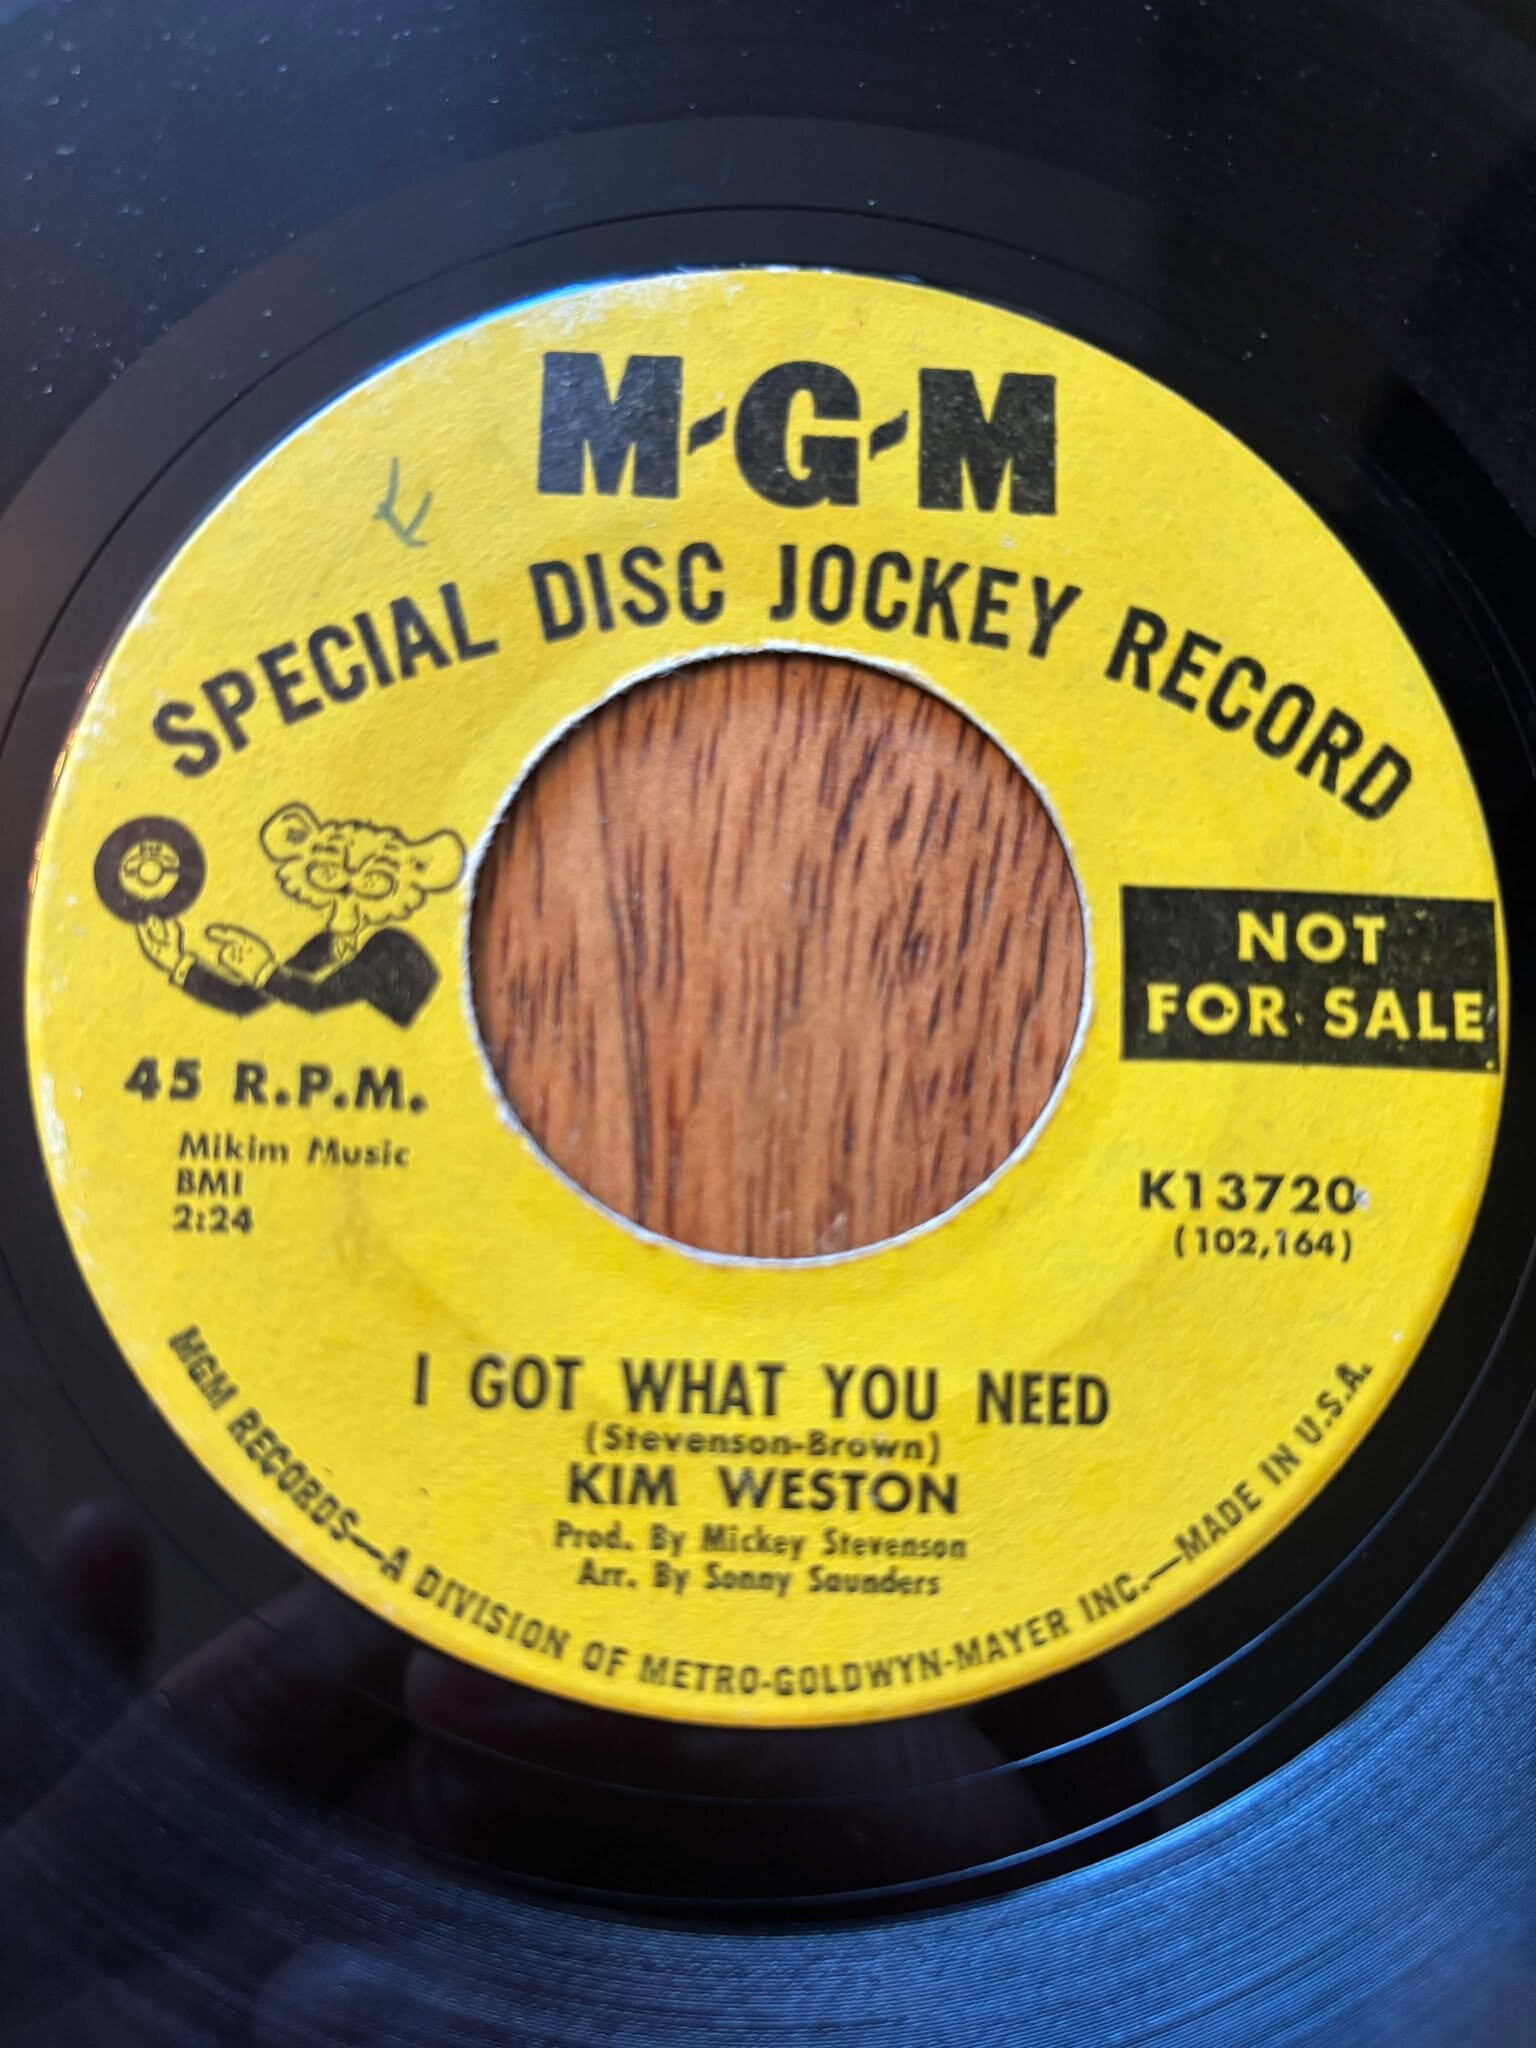 M-G-M
SPECIAL DISC JOCKEY RECORD
NOT
FOR SALE
45 R.P.M.
Mikim Music
BMI
2:24
K13720
(102,164)
I GOT WHAT YOU NEED
(Stevenson-Brown)
KIM WESTON
Prod. By Mickey Stevenson
Arr. By Sonny Saunders
MGM RECORDS—A DIVISION OF METRO-GOLDWYN-MAYER INC.—MADE IN U.S.A.